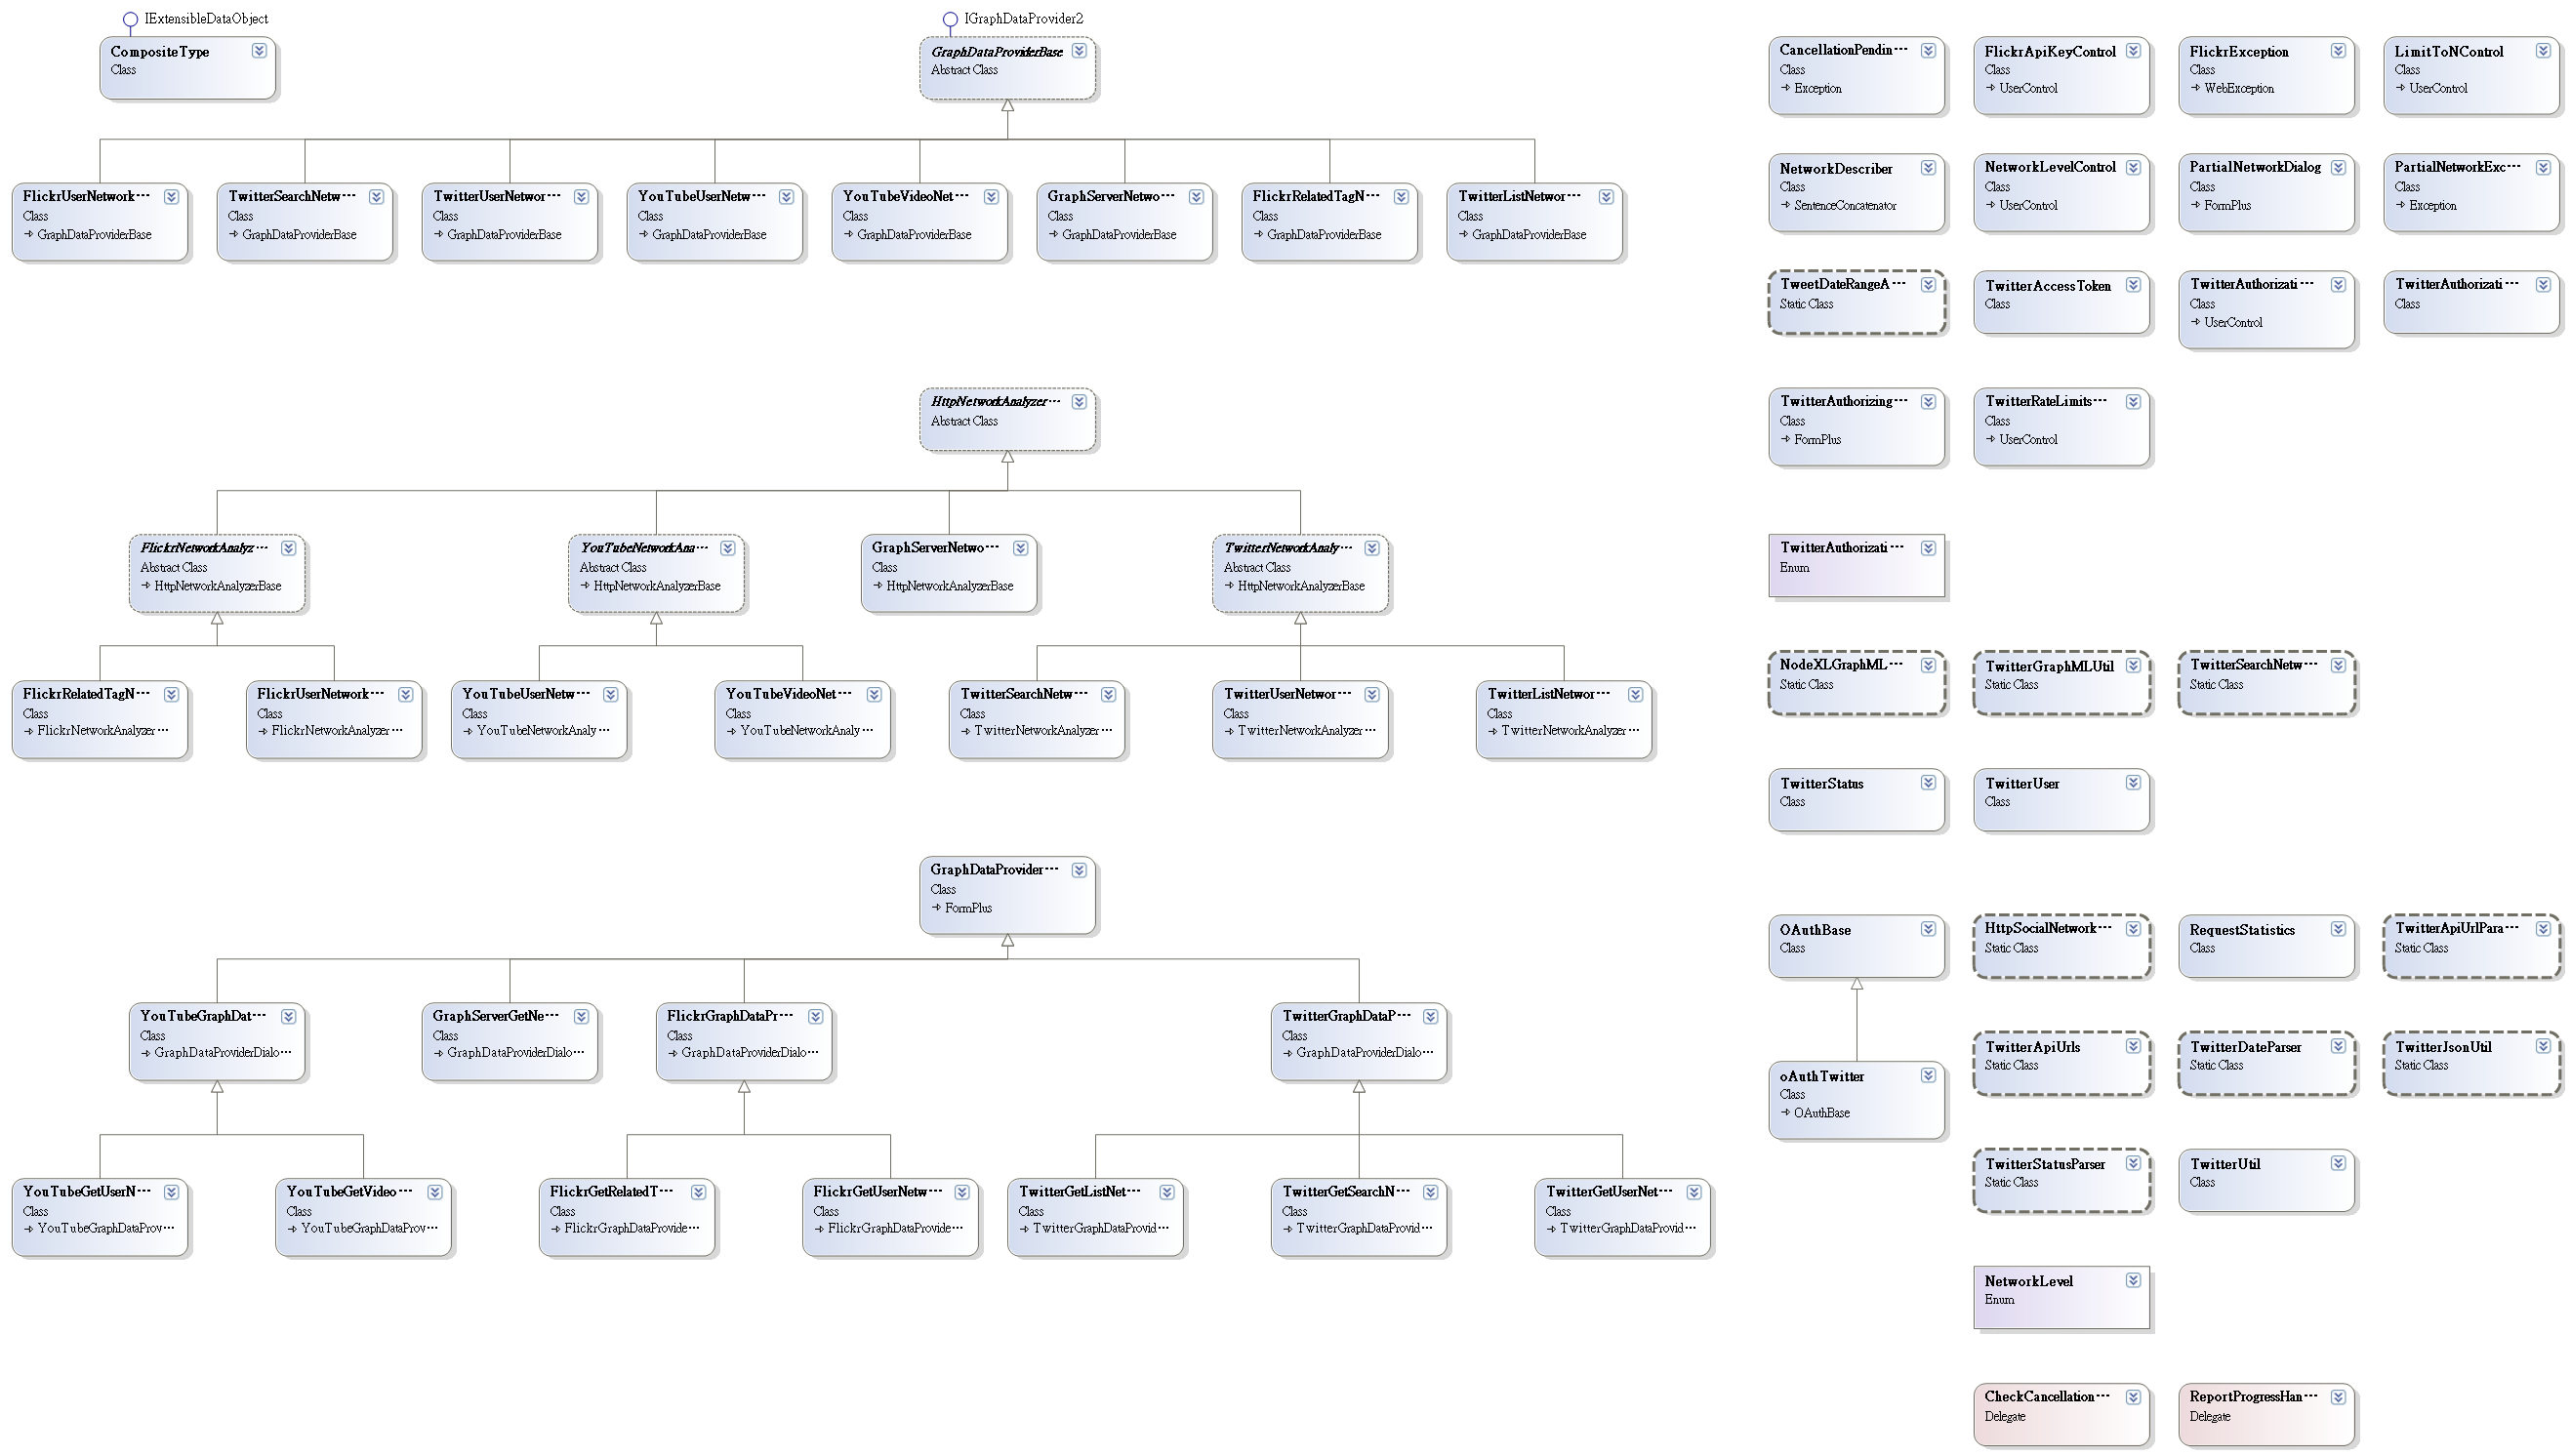 IExtensibleDataObject
CompositeType
Class
IGraphDataProvider2
GraphDataProviderBase
Abstract Class
FlickrUserNetwork···
Class
GraphDataProviderBase
TwitterSearchNetw···
Class
GraphDataProviderBase
TwitterUserNetwor···
Class
GraphDataProviderBase
YouTubeUserNetw···
Class
GraphDataProviderBase
YouTubeVideoNet···
Class
GraphDataProviderBase
GraphServerNetwo···
Class
GraphDataProviderBase
FlickrRelatedTagN···
Class
GraphDataProviderBase
TwitterListNetwor···
Class
GraphDataProviderBase
HttpNetworkAnalyzer···
Abstract Class
FlickrNetworkAnalyz···
Abstract Class
HttpNetworkAnalyzerBase
YouTubeNetworkAna···
Abstract Class
HttpNetworkAnalyzerBase
GraphServerNetwo···
Class
HttpNetworkAnalyzerBase
TwitterNetworkAnaly···
Abstract Class
HttpNetworkAnalyzerBase
FlickrRelatedTagN···
Class
FlickrNetworkAnalyzer···
FlickrUserNetwork···
Class
FlickrNetworkAnalyzer···
YouTubeUserNetw···
Class
YouTubeNetworkAnaly···
YouTubeVideoNet···
Class
YouTubeNetworkAnaly···
TwitterSearchNetw···
Class
TwitterNetworkAnalyzer···
TwitterUserNetwor···
Class
TwitterNetworkAnalyzer···
TwitterListNetwor···
Class
TwitterNetworkAnalyzer···
GraphDataProvider···
Class
FormPlus
YouTubeGraphDat···
Class
GraphDataProviderDialo···
GraphServerGetNe···
Class
GraphDataProviderDialo···
FlickrGraphDataPr···
Class
GraphDataProviderDialo···
TwitterGraphDataP···
Class
GraphDataProviderDialo···
YouTubeGetUserN···
Class
YouTubeGraphDataProv···
YouTubeGetVideo···
Class
YouTubeGraphDataProv···
FlickrGetRelatedT···
Class
FlickrGraphDataProvide···
FlickrGetUserNetw···
Class
FlickrGraphDataProvide···
TwitterGetListNet···
Class
TwitterGraphDataProvid···
TwitterGetSearchN···
Class
TwitterGraphDataProvid···
TwitterGetUserNet···
Class
TwitterGraphDataProvid···
CancellationPendin···
Class
Exception
FlickrApiKeyControl
Class
UserControl
FlickrException
Class
WebException
LimitToNControl
Class
UserControl
NetworkDescriber
Class
SentenceConcatenator
NetworkLevelControl
Class
UserControl
PartialNetworkDialog
Class
FormPlus
PartialNetworkExc···
Class
Exception
TweetDateRangeA···
Static Class
TwitterAccessToken
Class
TwitterAuthorizati···
Class
UserControl
TwitterAuthorizati···
Class
TwitterAuthorizing···
Class
FormPlus
TwitterRateLimits···
Class
UserControl
TwitterAuthorizati···
Enum
NodeXLGraphML···
Static Class
TwitterGraphMLUtil
Static Class
TwitterSearchNetw···
Static Class
TwitterStatus
Class
TwitterUser
Class
OAuthBase
Class
HttpSocialNetwork···
Static Class
RequestStatistics
Class
TwitterApiUrlPara···
Static Class
oAuthTwitter
Class
OAuthBase
TwitterApiUrls
Static Class
TwitterDateParser
Static Class
TwitterJsonUtil
Static Class
TwitterStatusParser
Static Class
TwitterUtil
Class
NetworkLevel
Enum
CheckCancellation···
Delegate
ReportProgressHan···
Delegate